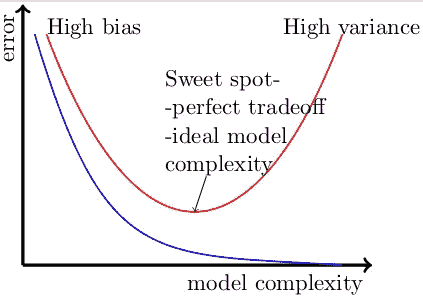 error
High bias
High variance
Sweet spot-
-perfect tradeoff
-ideal model
complexity
model complexity